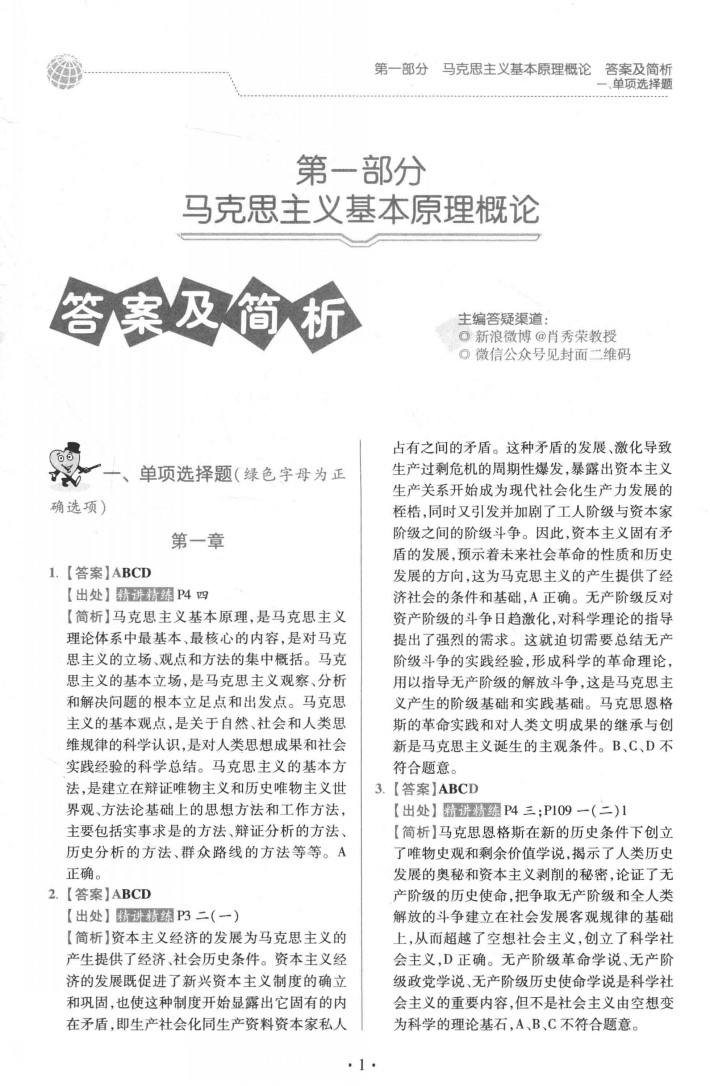 第一部分 马克思主义基本原理概论 答案及简析
一、单项选择题
第一部分
马克思主义基本原理概论
答案及简析
主编答疑渠道:
◎ 新浪微博 @肖秀荣教授
◎ 微信公众号见封面二维码
一、单项选择题(绿色字母为正
确选项)
第一章
1. 【答案】ABCD
【出处】精讲精练 P4 四
【简析】马克思主义基本原理,是马克思主义
理论体系中最基本、最核心的内容,是对马克
思主义的立场、观点和方法的集中概括。马克
思主义的基本立场,是马克思主义观察、分析
和解决问题的根本立足点和出发点。马克思
主义的基本观点,是关于自然、社会和人类思
维规律的科学认识,是对人类思想成果和社会
实践经验的科学总结。马克思主义的基本方
法,是建立在辩证唯物主义和历史唯物主义世
界观、方法论基础上的思想方法和工作方法,
主要包括实事求是的方法、辩证分析的方法、
历史分析的方法、群众路线的方法等等。A
正确。
2. 【答案】ABCD
【出处】精讲精练 P3 二(一)
【简析】资本主义经济的发展为马克思主义的
产生提供了经济、社会历史条件。资本主义经
济的发展既促进了新兴资本主义制度的确立
和巩固,也使这种制度开始显露出它固有的内
在矛盾,即生产社会化同生产资料资本家私人
占有之间的矛盾。这种矛盾的发展、激化导致
生产过剩危机的周期性爆发,暴露出资本主义
生产关系开始成为现代社会化生产力发展的
桎梏,同时又引发并加剧了工人阶级与资本家
阶级之间的阶级斗争。因此,资本主义固有矛
盾的发展,预示着未来社会革命的性质和历史
发展的方向,这为马克思主义的产生提供了经
济社会的条件和基础,A 正确。无产阶级反对
资产阶级的斗争日趋激化,对科学理论的指导
提出了强烈的需求。这就迫切需要总结无产
阶级斗争的实践经验,形成科学的革命理论,
用以指导无产阶级的解放斗争,这是马克思主
义产生的阶级基础和实践基础。马克思恩格
斯的革命实践和对人类文明成果的继承与创
新是马克思主义诞生的主观条件。B、C、D 不
符合题意。
3. 【答案】ABCD
【出处】精讲精练 P4 三;P109 一(二)1
【简析】马克思恩格斯在新的历史条件下创立
了唯物史观和剩余价值学说,揭示了人类历史
发展的奥秘和资本主义剥削的秘密,论证了无
产阶级的历史使命,把争取无产阶级和全人类
解放的斗争建立在社会发展客观规律的基础
上,从而超越了空想社会主义,创立了科学社
会主义,D 正确。无产阶级革命学说、无产阶
级政党学说、无产阶级历史使命学说是科学社
会主义的重要内容,但不是社会主义由空想变
为科学的理论基石,A、B、C 不符合题意。
· 1 ·